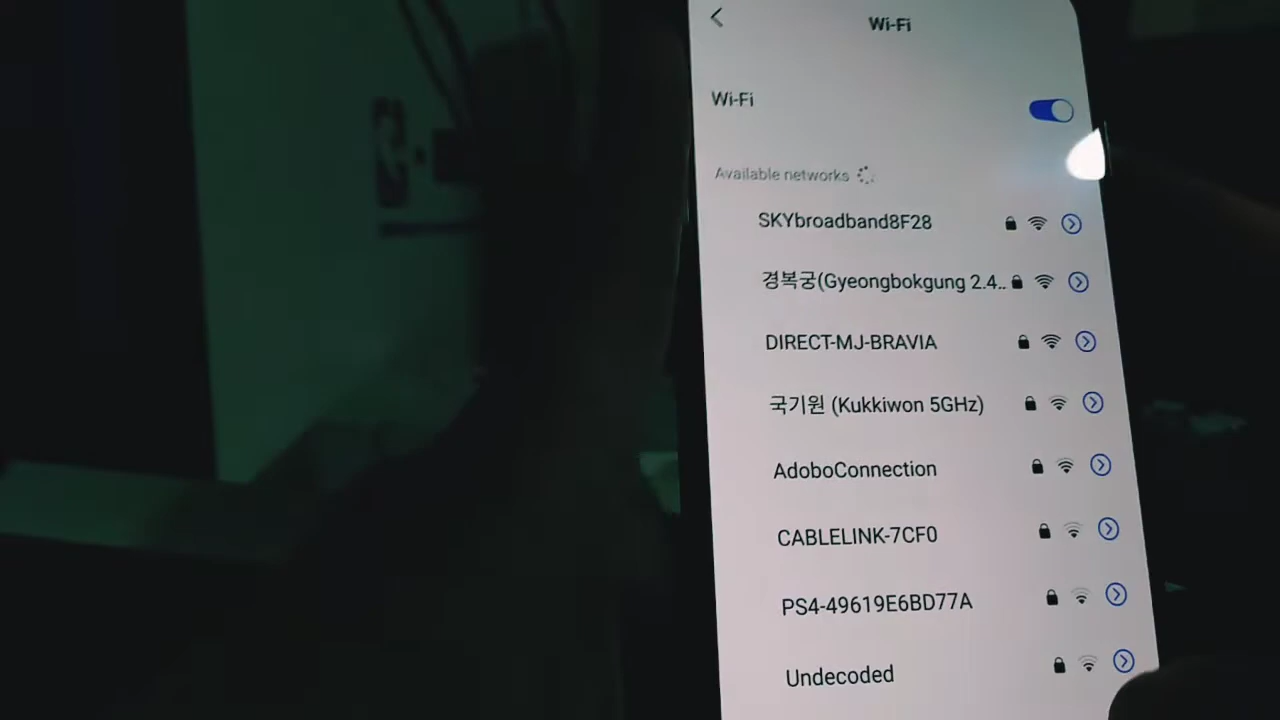 Wi-Fi
Wi-Fi
Available networks
SKYbroadband8F28
경복궁(Gyeongbokgung 2.4..
DIRECT-MJ-BRAVIA
국기원 (Kukkiwon 5GHz)
AdoboConnection
CABLELINK-7CF0
PS4-49619E6BD77A
Undecoded